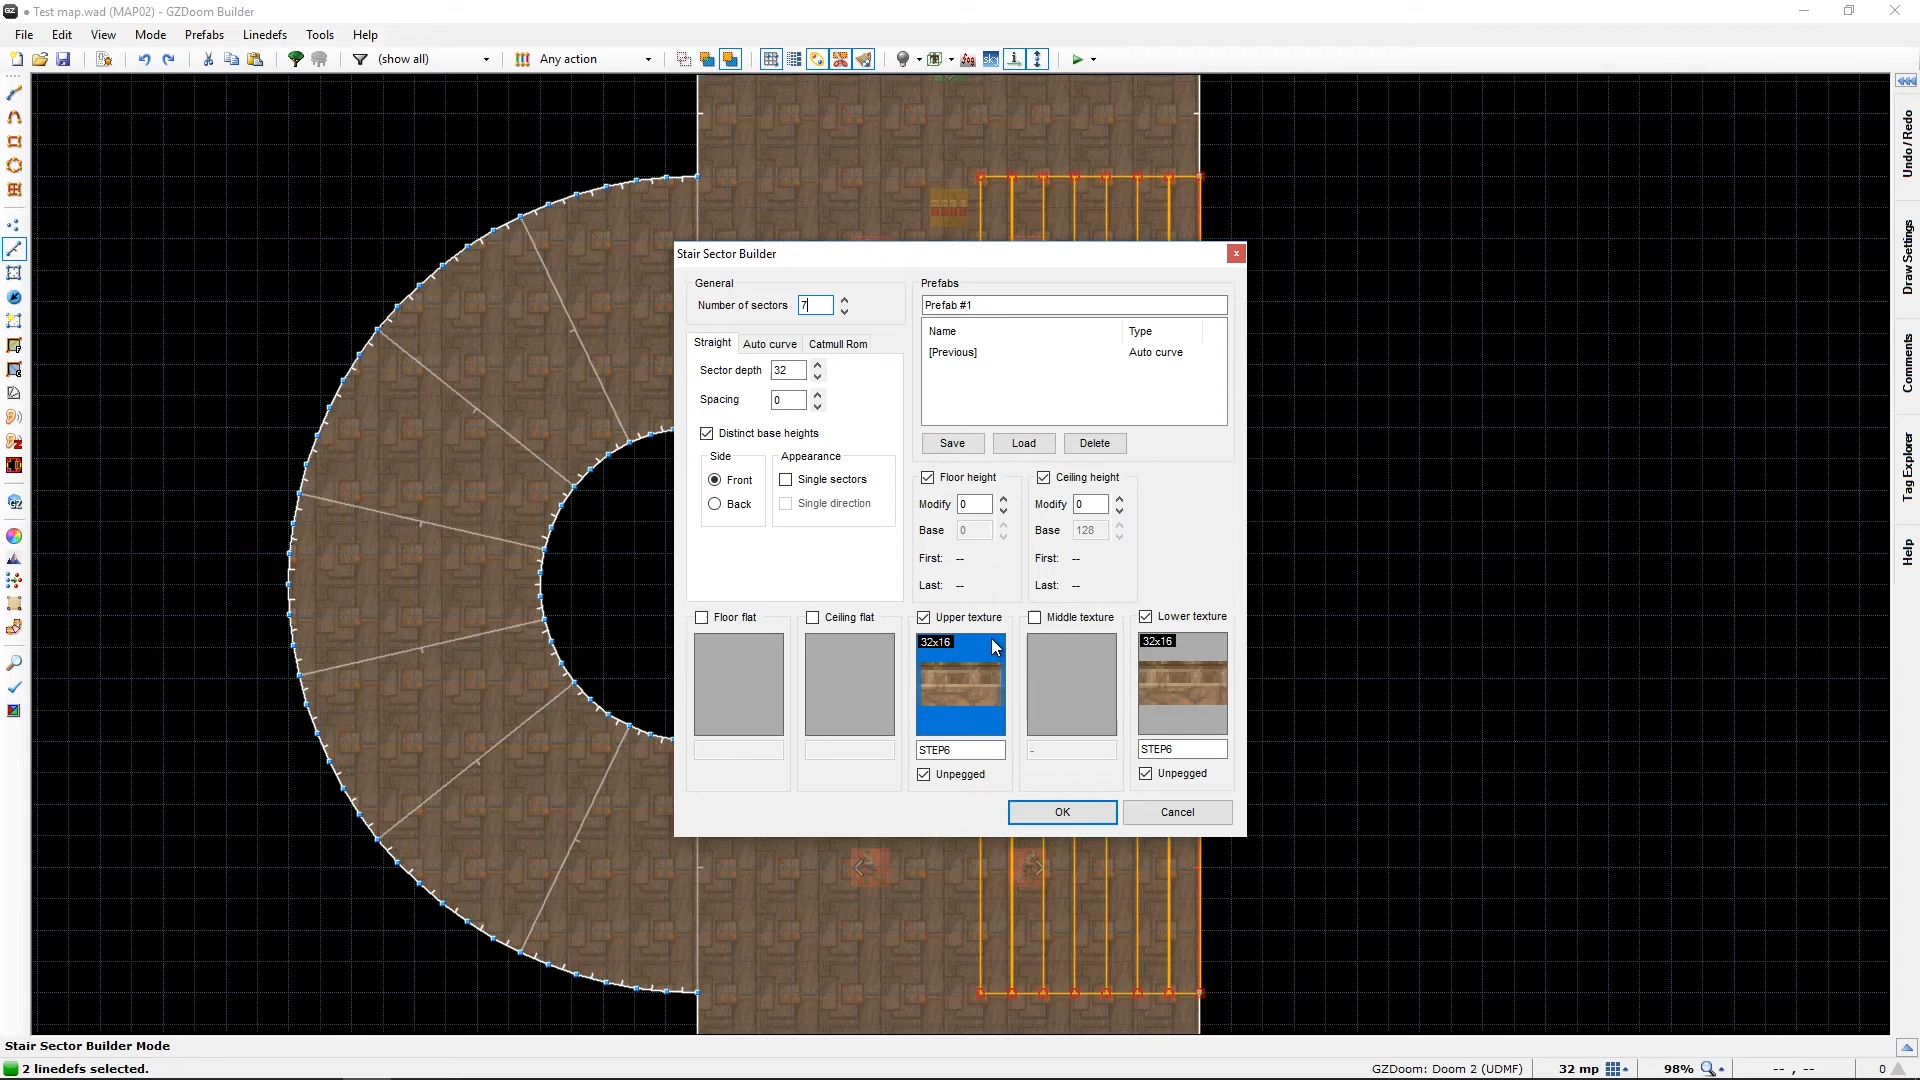 • Test map.wad (MAP02) - GZDoom Builder
File Edit View Mode Prefabs Linedefs Tools Help
(show all) Any action
Undo / Redo
Draw Settings
Comments
Tag Explorer
Help
Stair Sector Builder
General
Number of sectors 7
Straight Auto curve Catmull Rom
Sector depth 32
Spacing 0
Distinct base heights
Side
Front
Back
Appearance
Single sectors
Single direction
Prefabs
Prefab #1
Name Type
[Previous] Auto curve
Save Load Delete
Floor height
Modify 0
Base 0
First: --
Last: --
Ceiling height
Modify 0
Base 128
First: --
Last: --
Floor flat
Ceiling flat
Upper texture
32x16
STEP6
Unpegged
Middle texture
-
Lower texture
32x16
STEP6
Unpegged
OK Cancel
Stair Sector Builder Mode
2 linedefs selected.
GZDoom: Doom 2 (UDMF) 32 mp 98% -- , -- 0